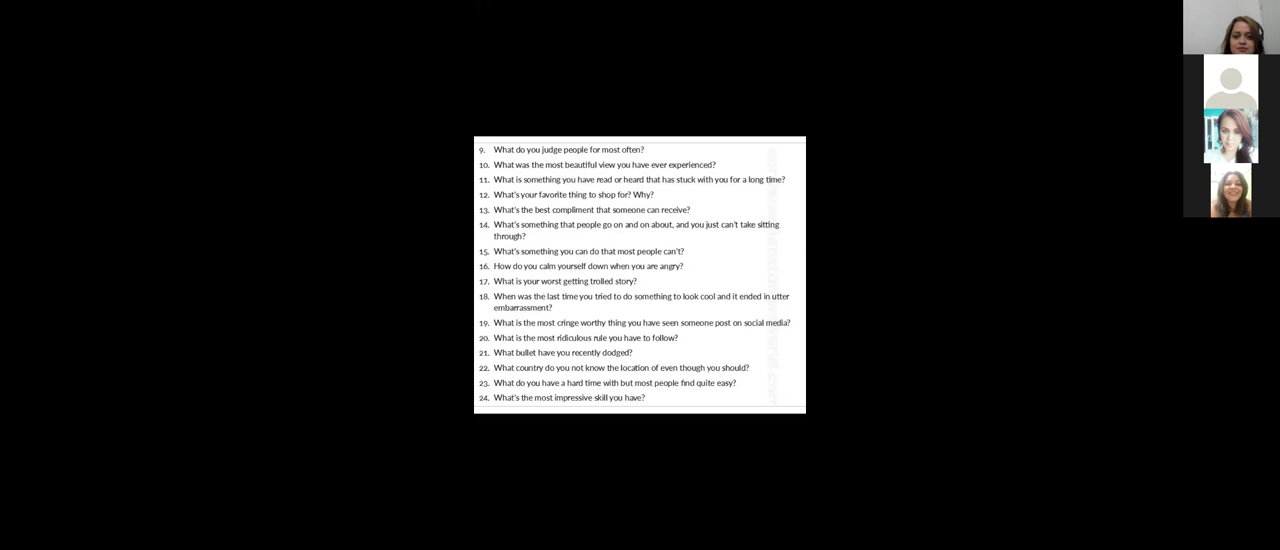 9. What do you judge people for most often?
10. What was the most beautiful view you have ever experienced?
11. What is something you have read or heard that has stuck with you for a long time?
12. What's your favorite thing to shop for? Why?
13. What's the best compliment that someone can receive?
14. What's something that people go on and on about, and you just can't take sitting
through?
15. What's something you can do that most people can't?
16. How do you calm yourself down when you are angry?
17. What is your worst getting trolled story?
18. When was the last time you tried to do something to look cool and it ended in utter
embarrassment?
19. What is the most cringe worthy thing you have seen someone post on social media?
20. What is the most ridiculous rule you have to follow?
21. What bullet have you recently dodged?
22. What country do you not know the location of even though you should?
23. What do you have a hard time with but most people find quite easy?
24. What's the most impressive skill you have?